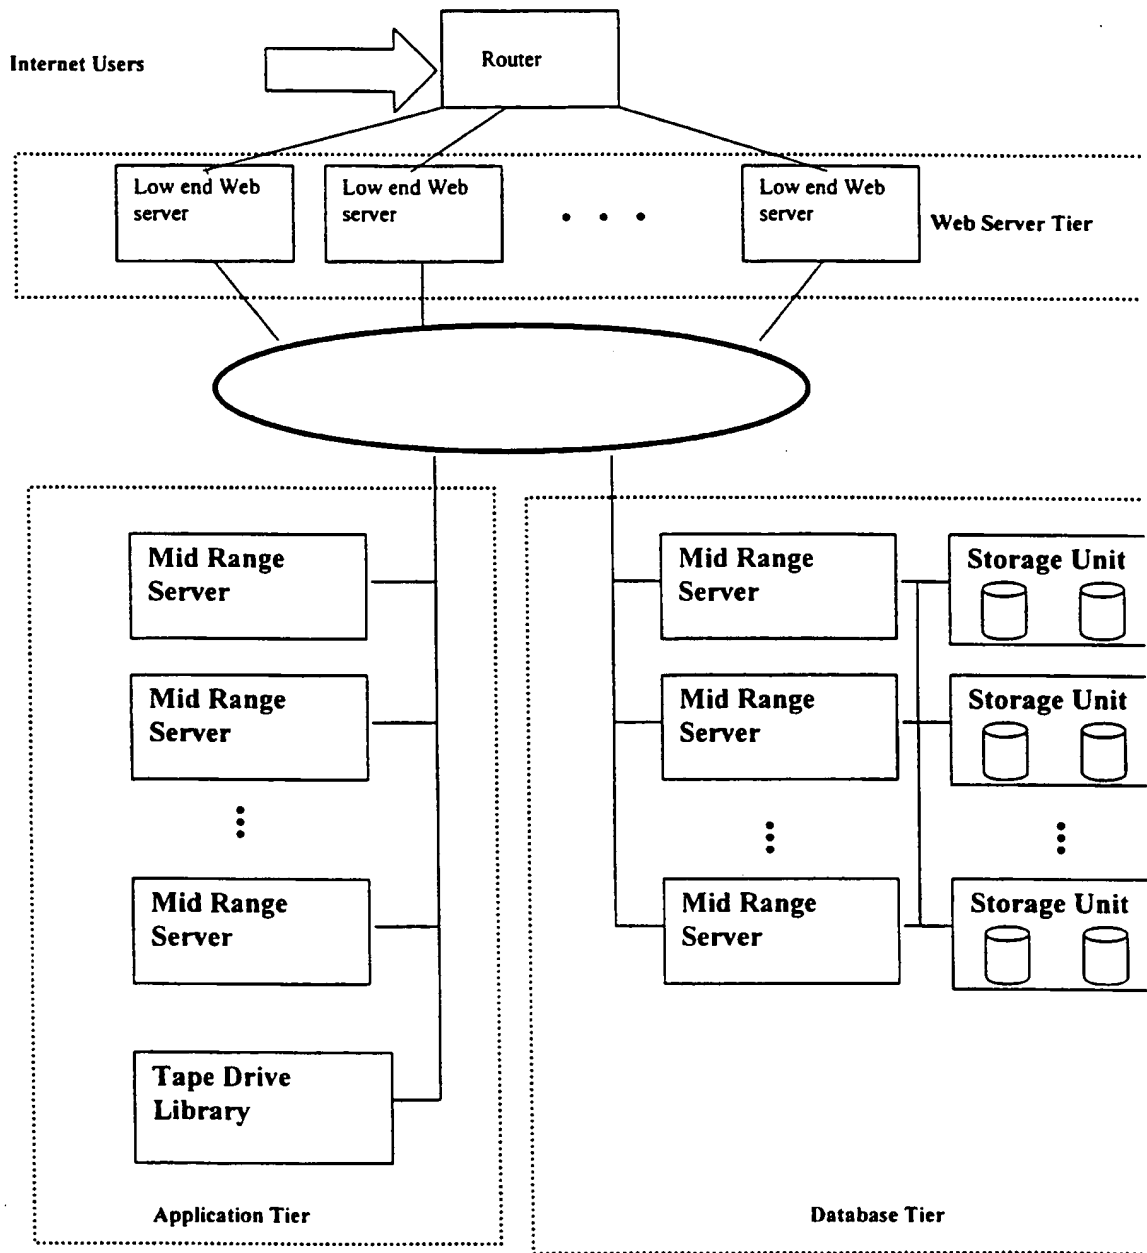 Internet Users
Router
Low end Web
server
Low end Web
server
Low end Web
server
Web Server Tier
Mid Range
Server
Mid Range
Server
Mid Range
Server
Tape Drive
Library
Application Tier
Mid Range
Server
Storage Unit
Mid Range
Server
Storage Unit
Mid Range
Server
Storage Unit
Database Tier